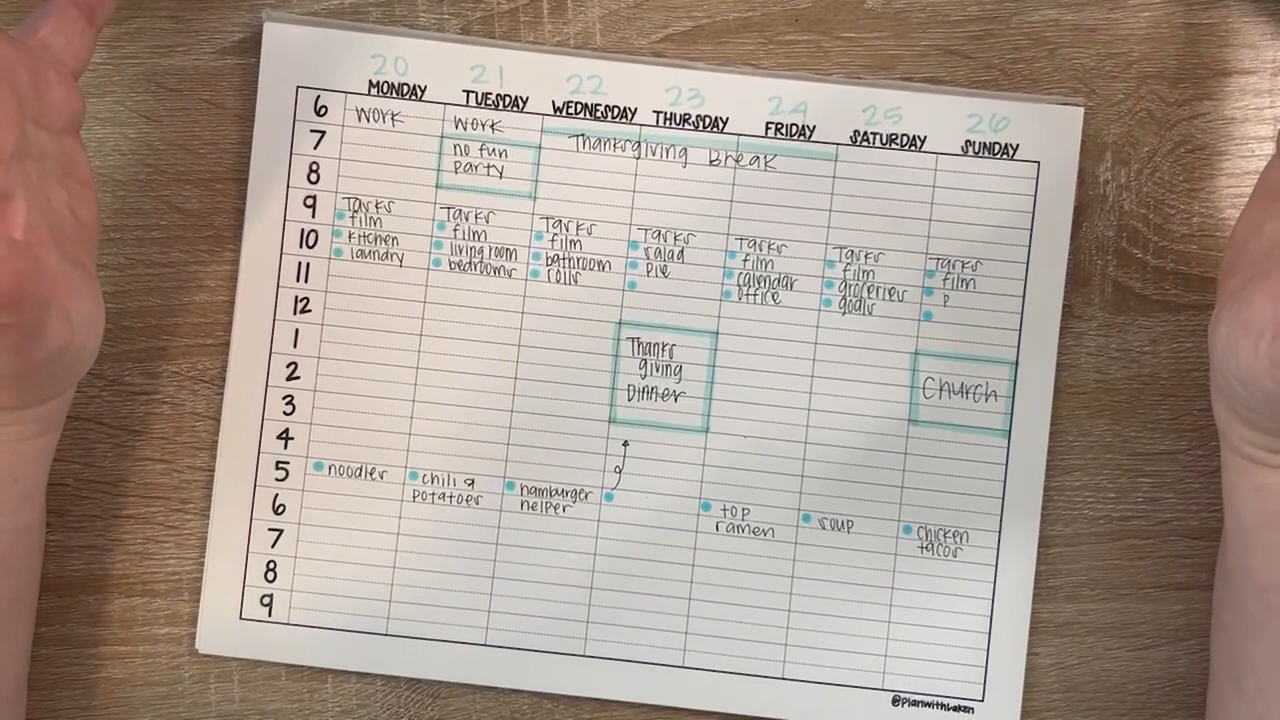 20 21 22 23 24 25 26
MONDAY TUESDAY WEDNESDAY THURSDAY FRIDAY SATURDAY SUNDAY
6
7
8
9
10
11
12
1
2
3
4
5
6
7
8
9
work
Tasks
film
kitchen
laundry
noodles
work
no fun
party
Tasks
film
living room
bedrooms
chili &
potatoes
Thanksgiving Break
Tasks
film
bathroom
rolls
hamburger
helper
Tasks
salad
pie
Thanks
giving
Dinner
Tasks
film
calendar
office
top
ramen
Tasks
film
groceries
goals
soup
Tasks
film
p
Church
chicken
tacos
@planwithlaken